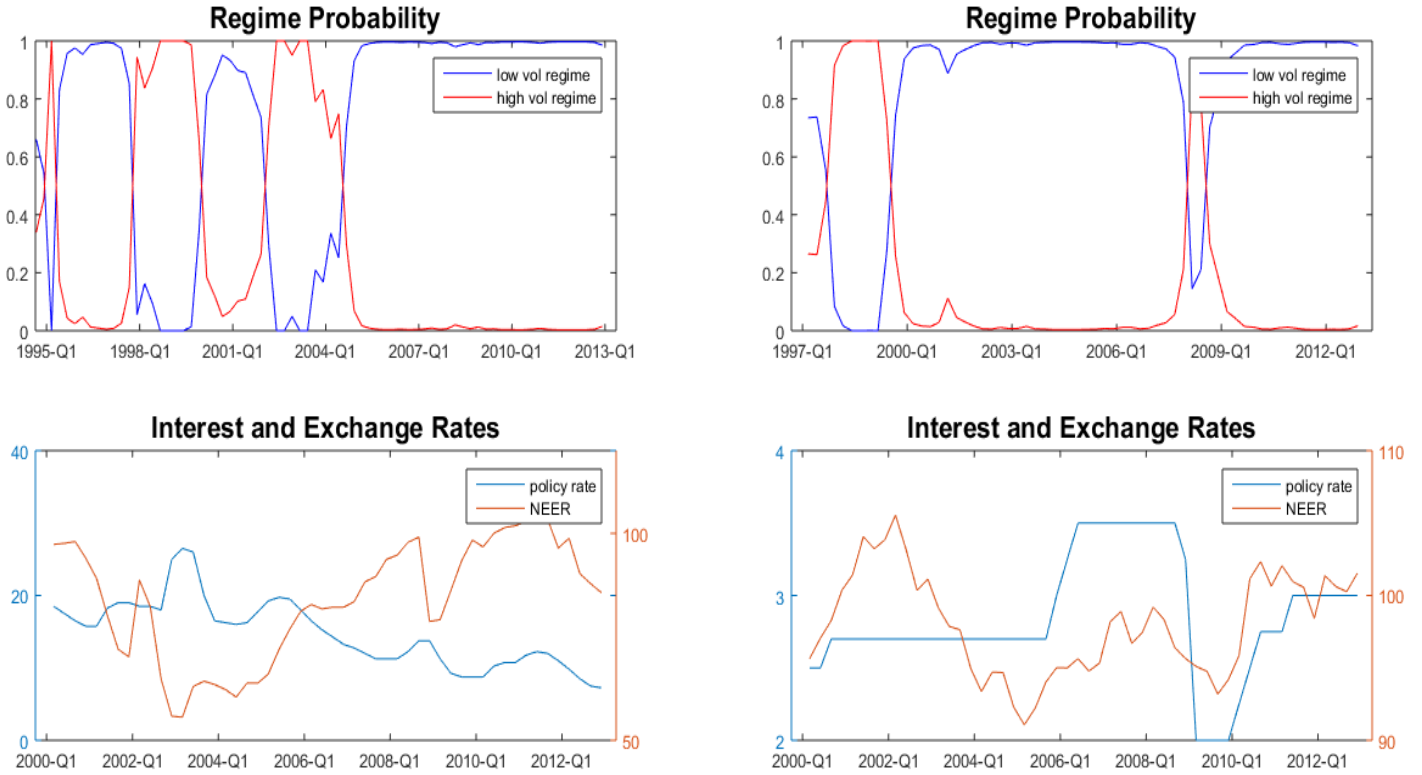 Regime Probability
1
0.8
0.6
0.4
0.2
0
low vol regime
high vol regime
1995-Q1 1998-Q1 2001-Q1 2004-Q1 2007-Q1 2010-Q1 2013-Q1
Regime Probability
1
0.8
0.6
0.4
0.2
0
low vol regime
high vol regime
1997-Q1 2000-Q1 2003-Q1 2006-Q1 2009-Q1 2012-Q1
Interest and Exchange Rates
40
20
0
policy rate
NEER
100
50
2000-Q1 2002-Q1 2004-Q1 2006-Q1 2008-Q1 2010-Q1 2012-Q1
Interest and Exchange Rates
4
3
2
policy rate
NEER
110
100
90
2000-Q1 2002-Q1 2004-Q1 2006-Q1 2008-Q1 2010-Q1 2012-Q1